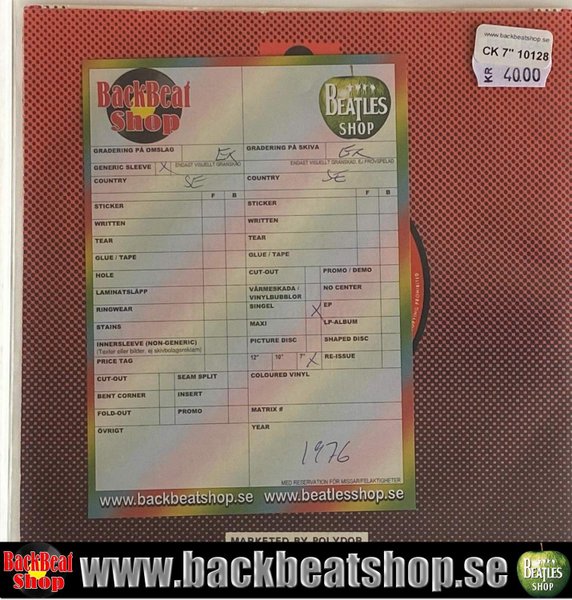 www.backbeatshop.se
CK 7" 10128
KR 4000
BackBeat Shop
BEATLES SHOP
GRADERING PÅ OMSLAG Ex
GRADERING PÅ SKIVA Ex
GENERIC SLEEVE X ENDAST VISUELLT GRANSKAD
ENDAST VISUELLT GRANSKAD, EJ PROVSPELAD
COUNTRY SE
COUNTRY SE
F B
F B
STICKER
STICKER
WRITTEN
WRITTEN
TEAR
TEAR
GLUE / TAPE
GLUE / TAPE
HOLE
CUT-OUT PROMO / DEMO
LAMINATSLÄPP
VÄRMESKADA / VINYLBUBBLOR NO CENTER
RINGWEAR
SINGEL X EP
STAINS
MAXI LP-ALBUM
INNERSLEEVE (NON-GENERIC)
(Texter eller bilder, ej skivbolagsreklam)
PICTURE DISC SHAPED DISC
PRICE TAG
12" 10" 7" X RE-ISSUE
CUT-OUT SEAM SPLIT
COLOURED VINYL
BENT CORNER INSERT
FOLD-OUT PROMO
MATRIX #
ÖVRIGT
YEAR
1976
MED RESERVATION FÖR MISSAR/FELAKTIGHETER
www.backbeatshop.se www.beatlesshop.se
MARKETED BY POLYDOR
BackBeat Shop www.backbeatshop.se BEATLES SHOP